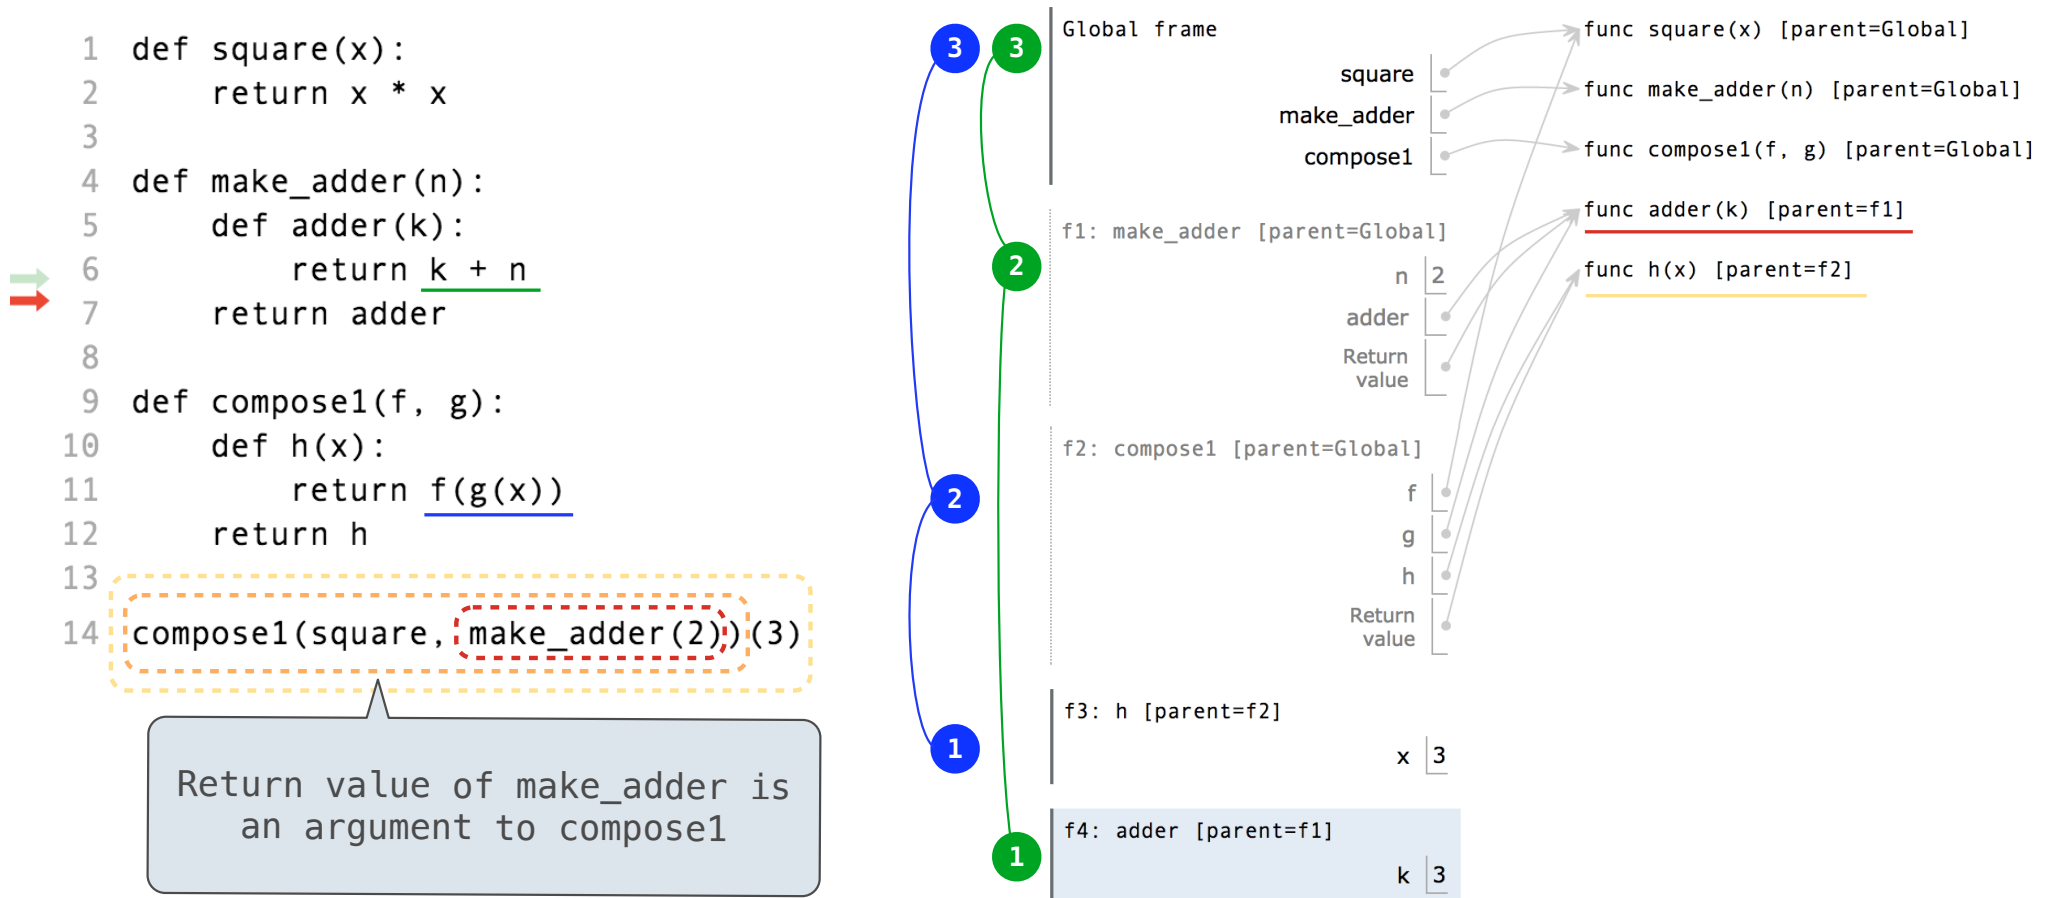 1 def square(x):
2 return x * x
3
4 def make_adder(n):
5 def adder(k):
6 return k + n
7 return adder
8
9 def compose1(f, g):
10 def h(x):
11 return f(g(x))
12 return h
13
14 compose1(square, make_adder(2))(3)
Return value of make_adder is
an argument to compose1
3 3
2
2
1
1
Global frame
square
make_adder
compose1
f1: make_adder [parent=Global]
n 2
adder
Return
value
f2: compose1 [parent=Global]
f
g
h
Return
value
f3: h [parent=f2]
x 3
f4: adder [parent=f1]
k 3
func square(x) [parent=Global]
func make_adder(n) [parent=Global]
func compose1(f, g) [parent=Global]
func adder(k) [parent=f1]
func h(x) [parent=f2]